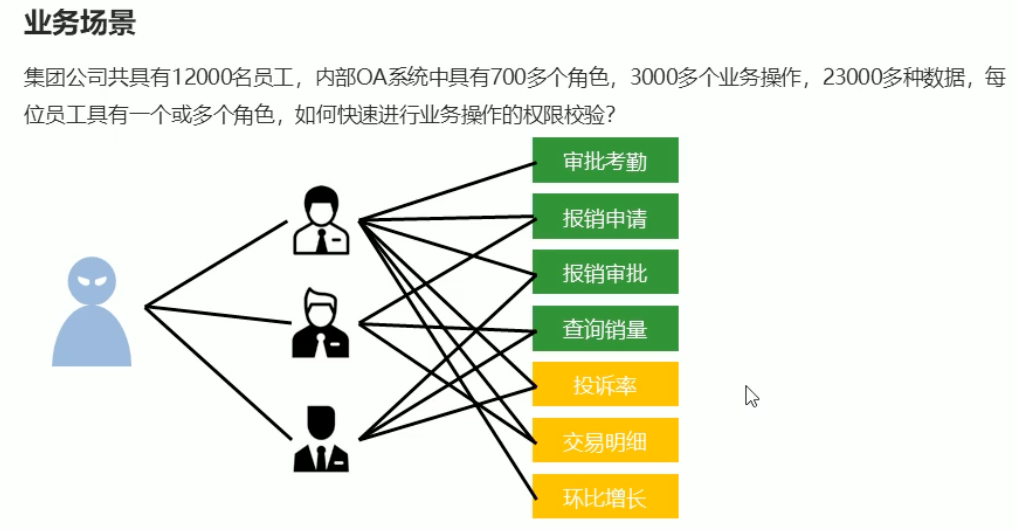 业务场景
集团公司共具有12000名员工，内部OA系统中具有700多个角色，3000多个业务操作，23000多种数据，每
位员工具有一个或多个角色，如何快速进行业务操作的权限校验？
审批考勤
报销申请
报销审批
查询销量
投诉率
交易明细
环比增长